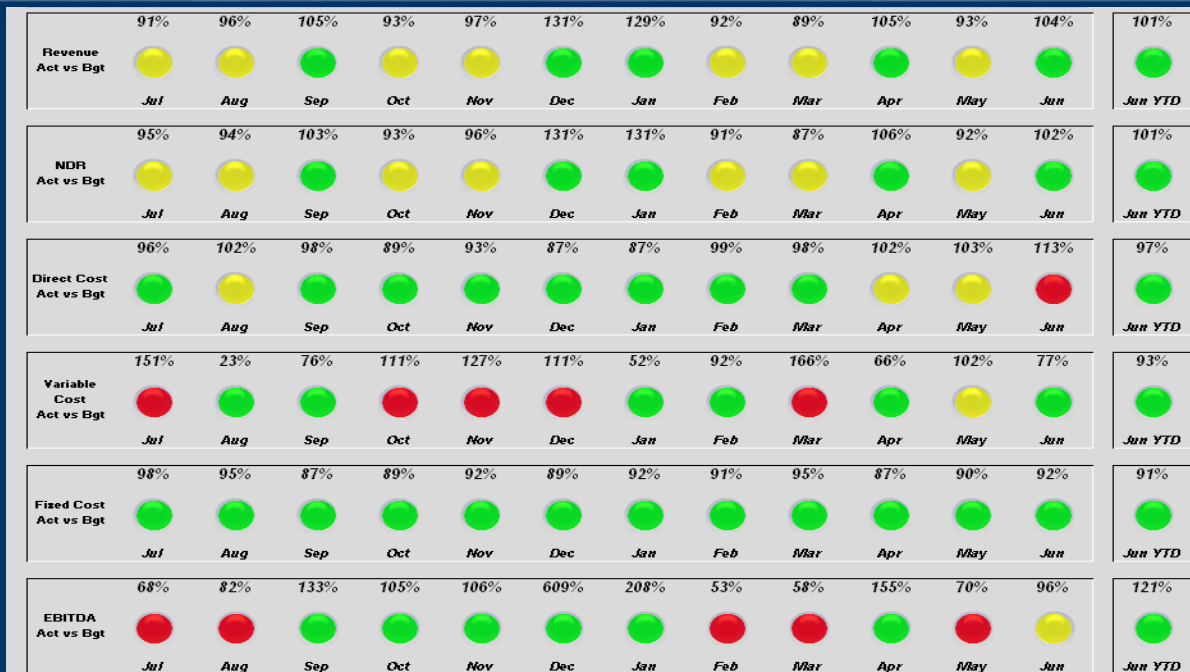 91% 96% 105% 93% 97% 131% 129% 92% 89% 105% 93% 104% 101%
Revenue
Act vs Bgt
Jul Aug Sep Oct Nov Dec Jan Feb Mar Apr May Jun Jun YTD
95% 94% 103% 93% 96% 131% 131% 91% 87% 106% 92% 102% 101%
NDR
Act vs Bgt
Jul Aug Sep Oct Nov Dec Jan Feb Mar Apr May Jun Jun YTD
96% 102% 98% 89% 93% 87% 87% 99% 98% 102% 103% 113% 97%
Direct Cost
Act vs Bgt
Jul Aug Sep Oct Nov Dec Jan Feb Mar Apr May Jun Jun YTD
151% 23% 76% 111% 127% 111% 52% 92% 166% 66% 102% 77% 93%
Variable
Cost
Act vs Bgt
Jul Aug Sep Oct Nov Dec Jan Feb Mar Apr May Jun Jun YTD
98% 95% 87% 89% 92% 89% 92% 91% 95% 87% 90% 92% 91%
Fixed Cost
Act vs Bgt
Jul Aug Sep Oct Nov Dec Jan Feb Mar Apr May Jun Jun YTD
68% 82% 133% 105% 106% 609% 208% 53% 58% 155% 70% 96% 121%
EBITDA
Act vs Bgt
Jul Aug Sep Oct Nov Dec Jan Feb Mar Apr May Jun Jun YTD